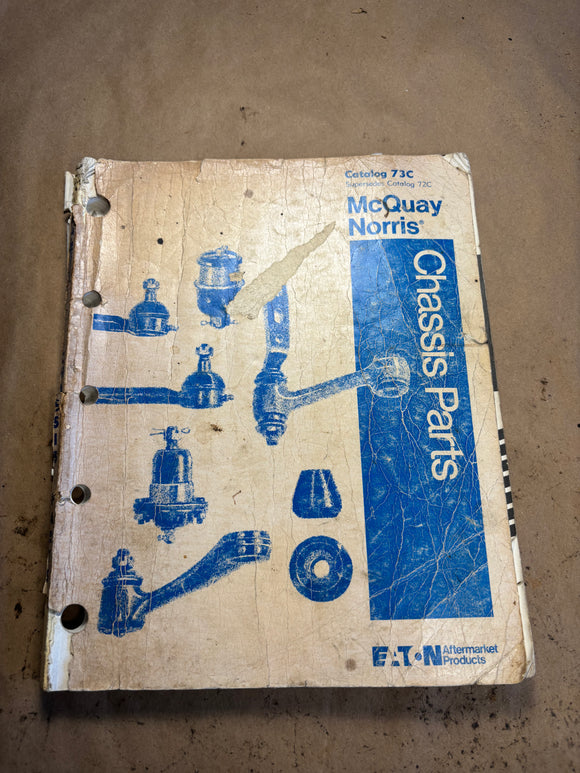 Catalog 73C
Supersedes Catalog 72C
McQuay
Norris®
Chassis Parts
EATON Aftermarket
Products